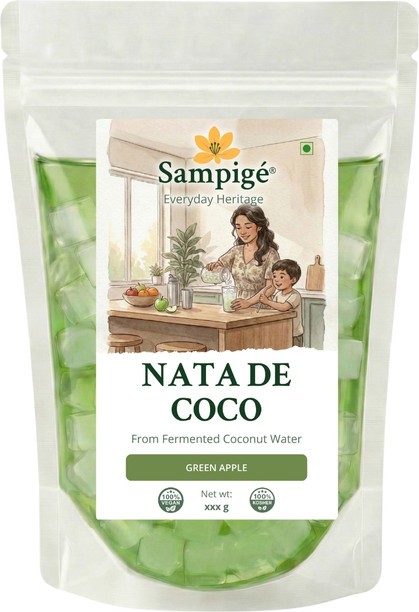 Sampigé®
Everyday Heritage
NATA DE
COCO
From Fermented Coconut Water
GREEN APPLE
100%
VEGAN
Net wt:
xxx g
100%
KOSHER